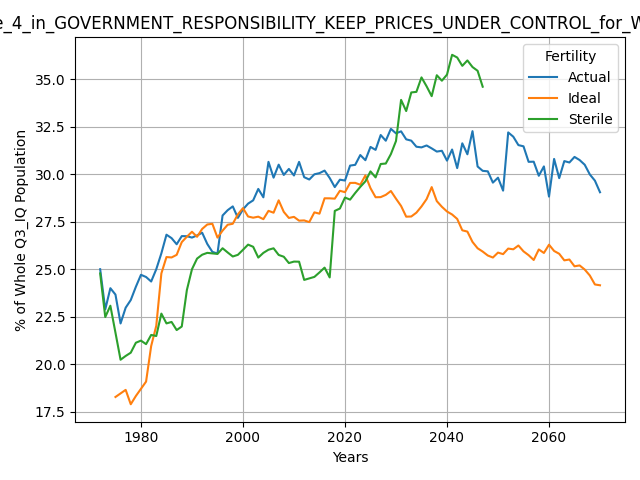 _4_in_GOVERNMENT_RESPONSIBILITY_KEEP_PRICES_UNDER_CONTROL_for_
Fertility
Actual
Ideal
Sterile
% of Whole Q3_IQ Population
35.0
32.5
30.0
27.5
25.0
22.5
20.0
17.5
1980
2000
2020
2040
2060
Years